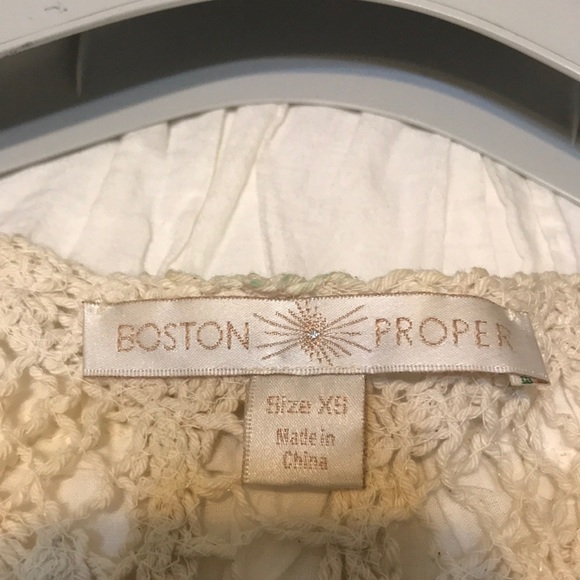 BOSTON PROPER
Size XS
Made in
China